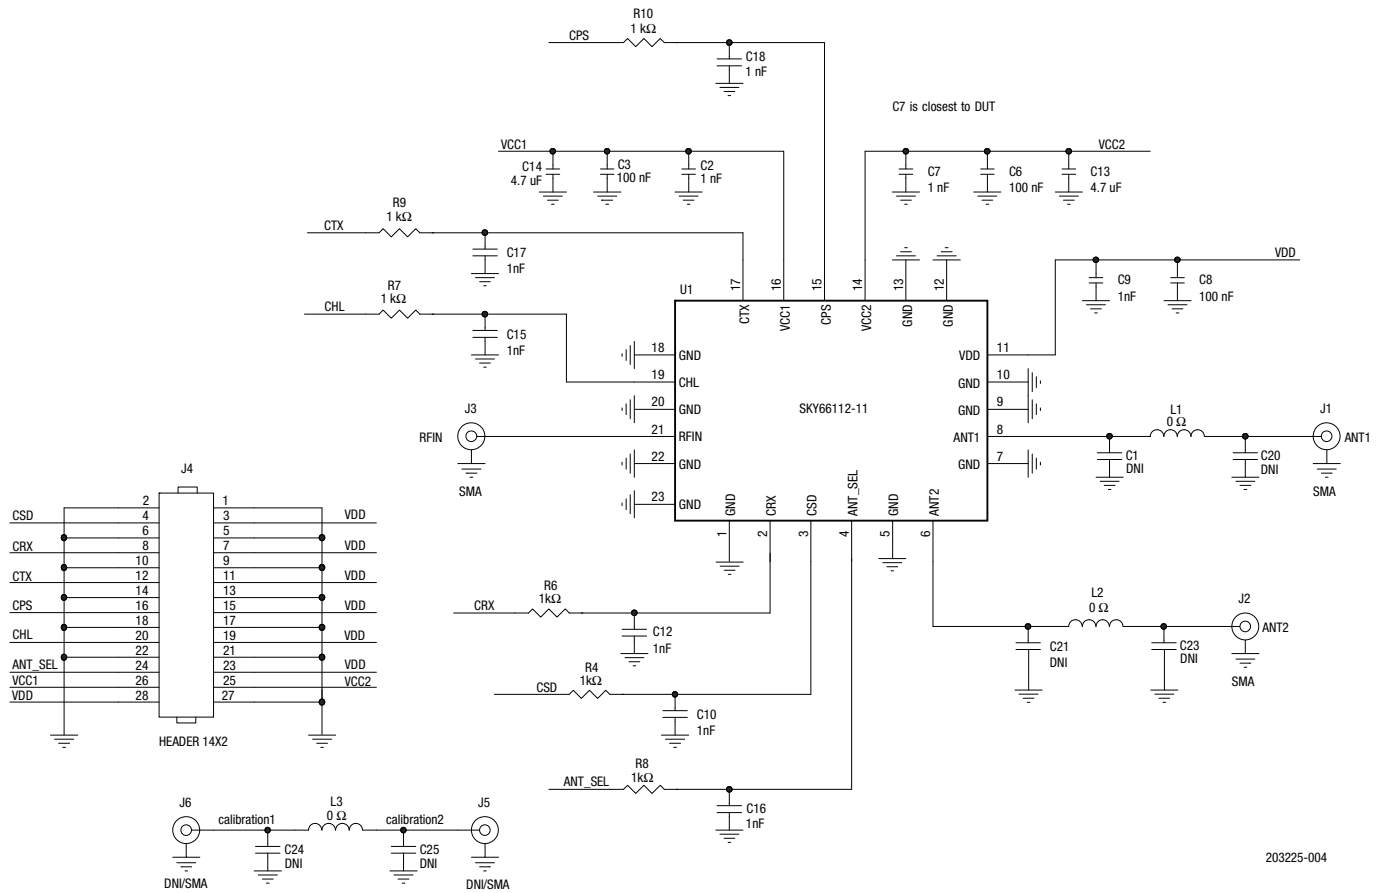 R10
1 kΩ
CPS
C18
1 nF
C7 is closest to DUT
VCC1
C14
4.7 uF
C3
100 nF
C2
1 nF
VCC2
C7
1 nF
C6
100 nF
C13
4.7 uF
R9
1 kΩ
CTX
C17
1nF
VDD
C9
1nF
C8
100 nF
R7
1 kΩ
CHL
C15
1nF
U1
17
16
15
14
13
12
CTX
VCC1
CPS
VCC2
GND
GND
18 GND
19 CHL
20 GND
21 RFIN
22 GND
23 GND
SKY66112-11
VDD 11
GND 10
GND 9
ANT1 8
GND 7
GND
CRX
CSD
ANT_SEL
GND
ANT2
1
2
3
4
5
6
J3
RFIN
SMA
L1
0 Ω
J1
ANT1
C1
DNI
C20
DNI
SMA
J4
2 1
CSD 4 3 VDD
6 5
CRX 8 7 VDD
10 9
CTX 12 11 VDD
14 13
CPS 16 15 VDD
18 17
CHL 20 19 VDD
22 21
ANT_SEL 24 23 VDD
VCC1 26 25 VCC2
VDD 28 27
HEADER 14X2
R6
1kΩ
CRX
C12
1nF
L2
0 Ω
J2
ANT2
C21
DNI
C23
DNI
SMA
R4
1kΩ
CSD
C10
1nF
R8
1kΩ
ANT_SEL
C16
1nF
J6
calibration1
L3
0 Ω
calibration2
J5
C24
DNI
C25
DNI
DNI/SMA
DNI/SMA
203225-004